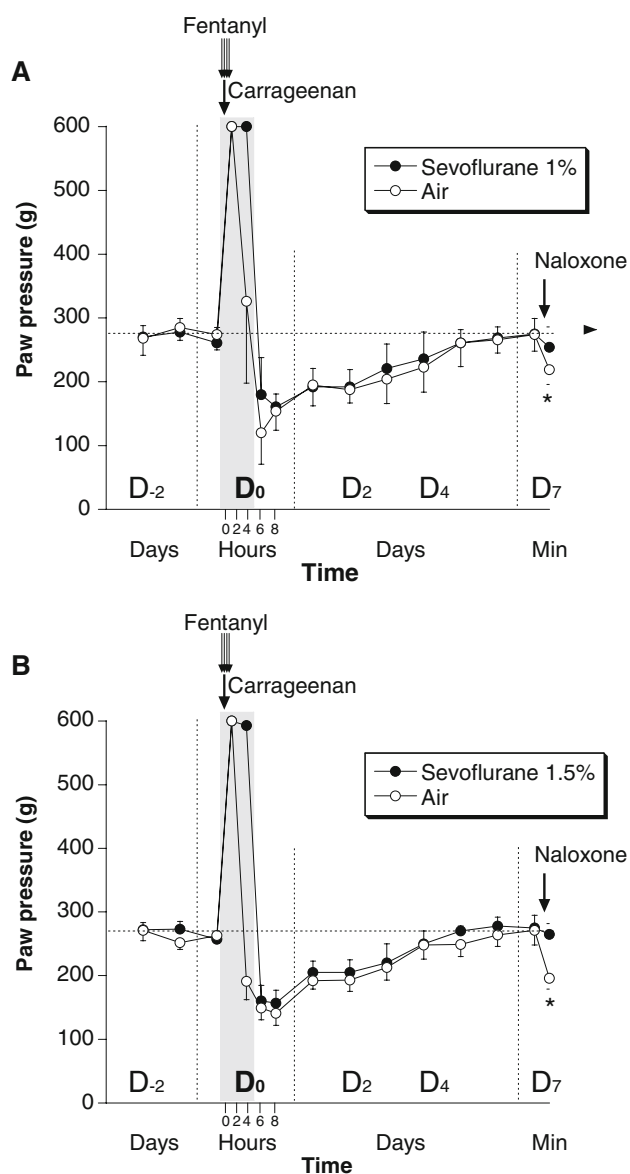 Fentanyl
A
Carrageenan
600
500
400
300
200
100
0
Paw pressure (g)
Sevoflurane 1%
Air
Naloxone
*
D-2
D0
D2
D4
D7
0 2 4 6 8
Days
Hours
Days
Min
Time
Fentanyl
B
Carrageenan
600
500
400
300
200
100
0
Paw pressure (g)
Sevoflurane 1.5%
Air
Naloxone
*
D-2
D0
D2
D4
D7
0 2 4 6 8
Days
Hours
Days
Min
Time